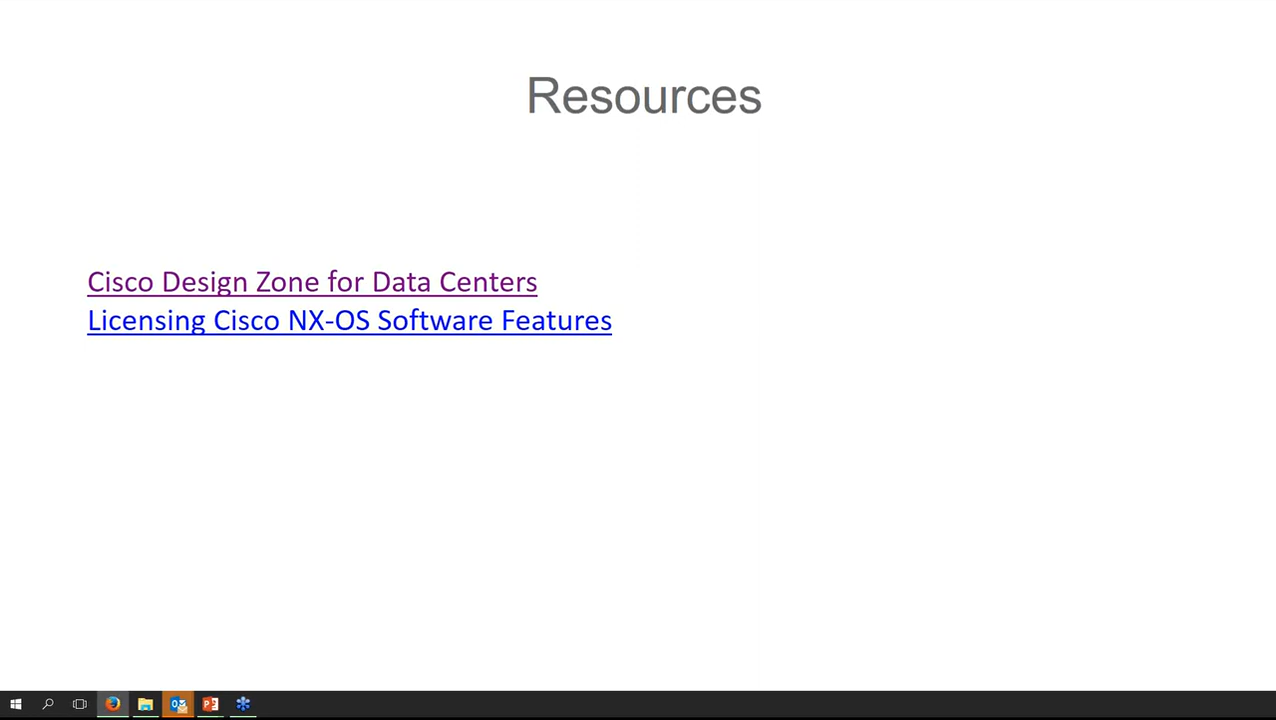 Resources
Cisco Design Zone for Data Centers
Licensing Cisco NX-OS Software Features